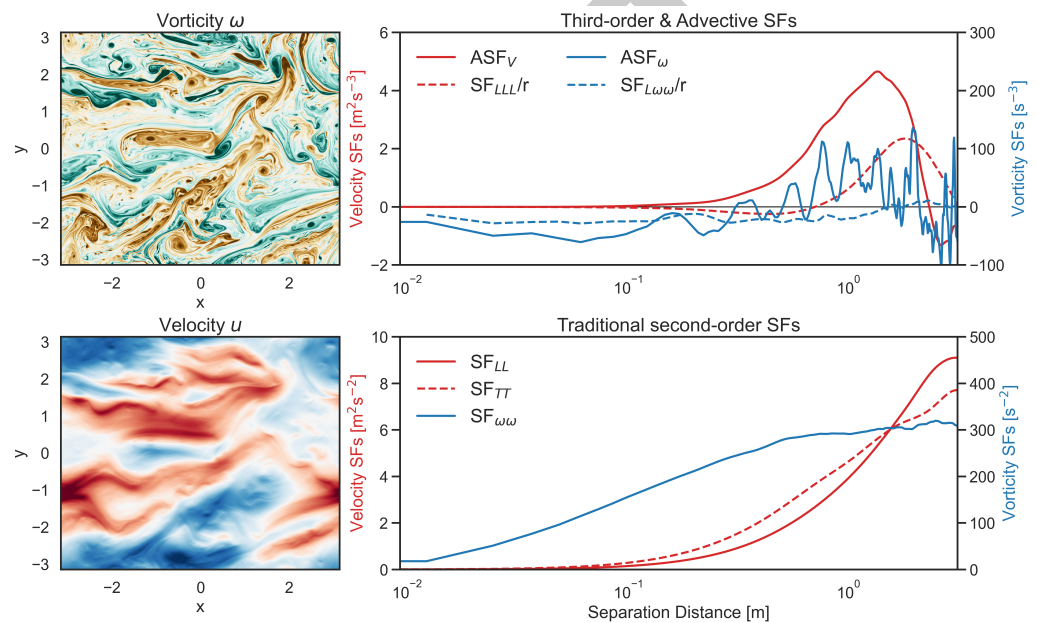 Vorticity ω
3
2
1
0
−1
−2
−3
y
−2
0
2
x
Third-order & Advective SFs
Velocity SFs [m²s⁻³]
6
4
2
0
−2
ASF_V
SF_LLL/r
ASF_ω
SF_Lωω/r
300
200
100
0
−100
Vorticity SFs [s⁻³]
10⁻²
10⁻¹
10⁰
Velocity u
3
2
1
0
−1
−2
−3
y
−2
0
2
x
Traditional second-order SFs
Velocity SFs [m²s⁻²]
10
8
6
4
2
0
SF_LL
SF_TT
SF_ωω
500
400
300
200
100
0
Vorticity SFs [s⁻²]
10⁻²
10⁻¹
10⁰
Separation Distance [m]